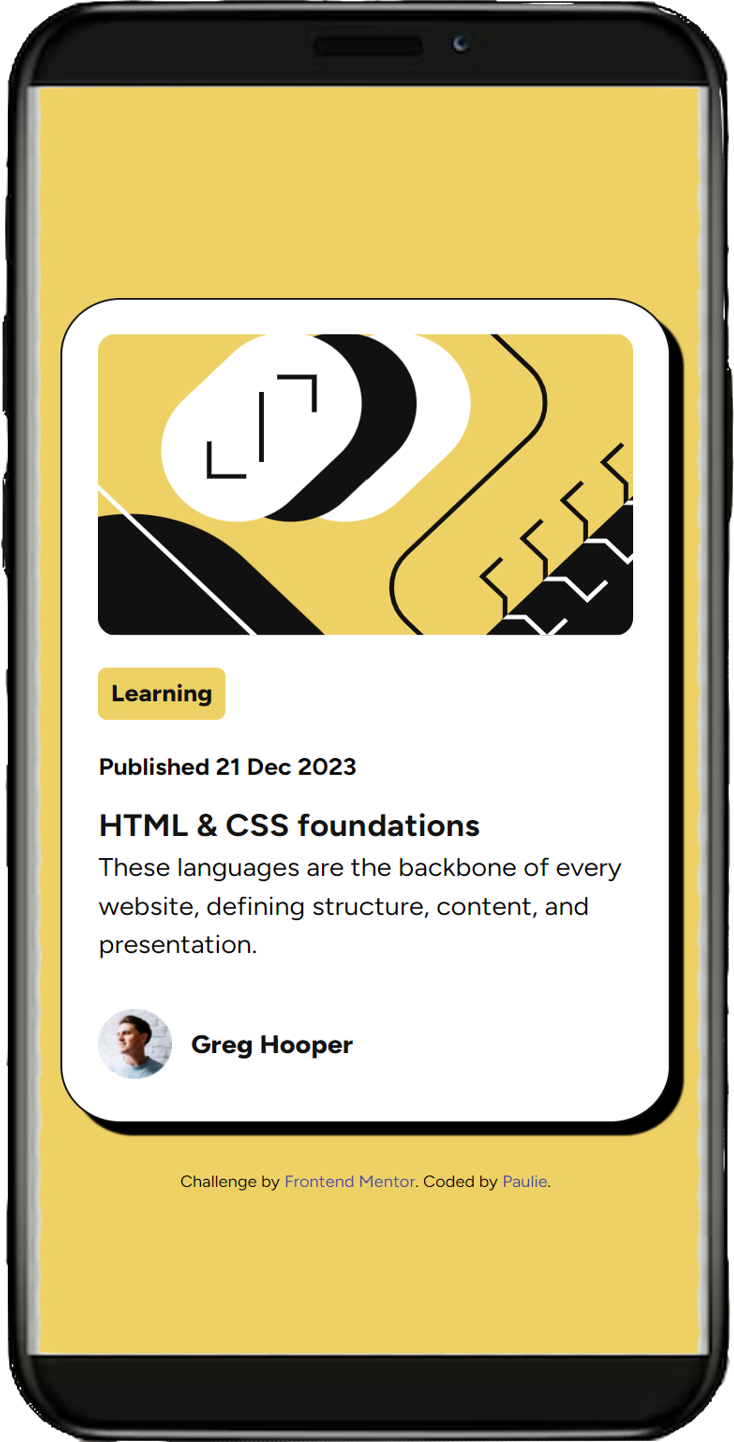 Learning
Published 21 Dec 2023
HTML & CSS foundations
These languages are the backbone of every
website, defining structure, content, and
presentation.
Greg Hooper
Challenge by Frontend Mentor. Coded by Paulie.